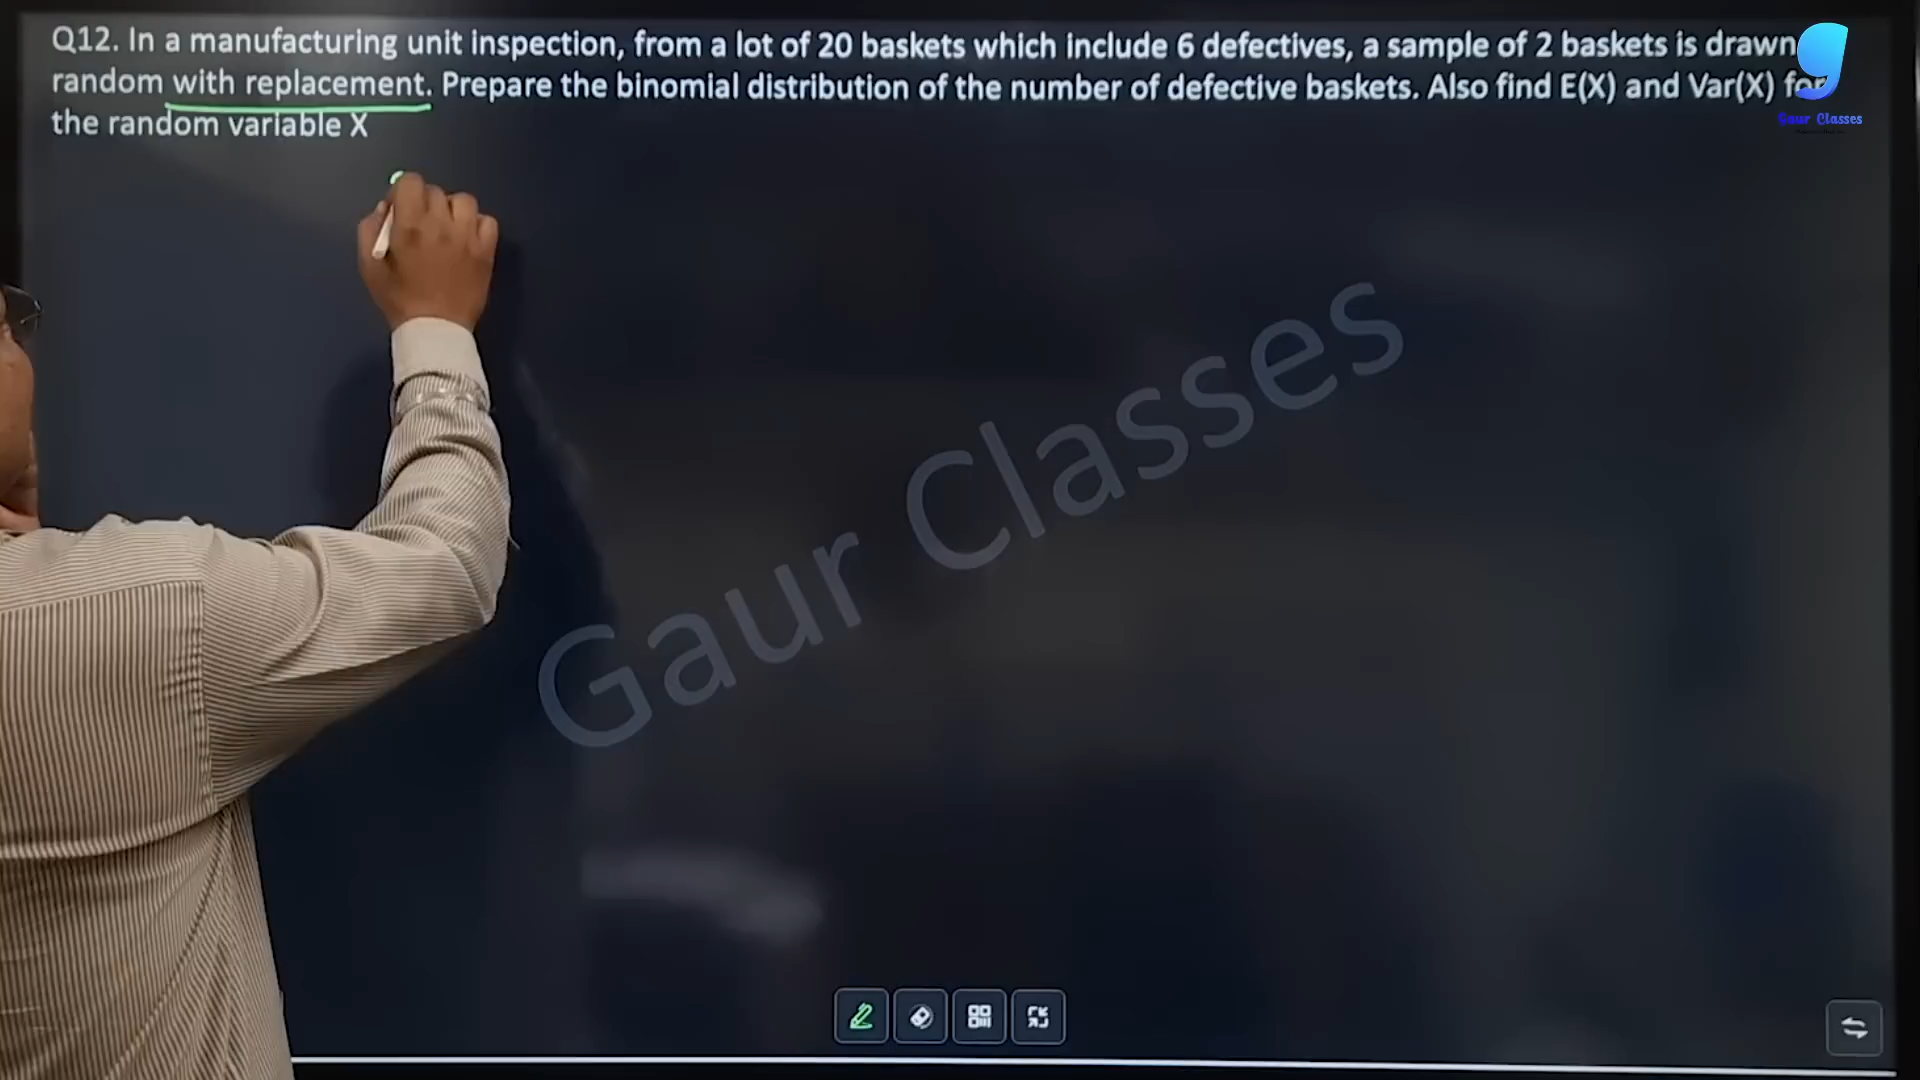 Q12. In a manufacturing unit inspection, from a lot of 20 baskets which include 6 defectives, a sample of 2 baskets is drawn
random with replacement. Prepare the binomial distribution of the number of defective baskets. Also find E(X) and Var(X) for
the random variable X
Gaur Classes
Gaur Classes